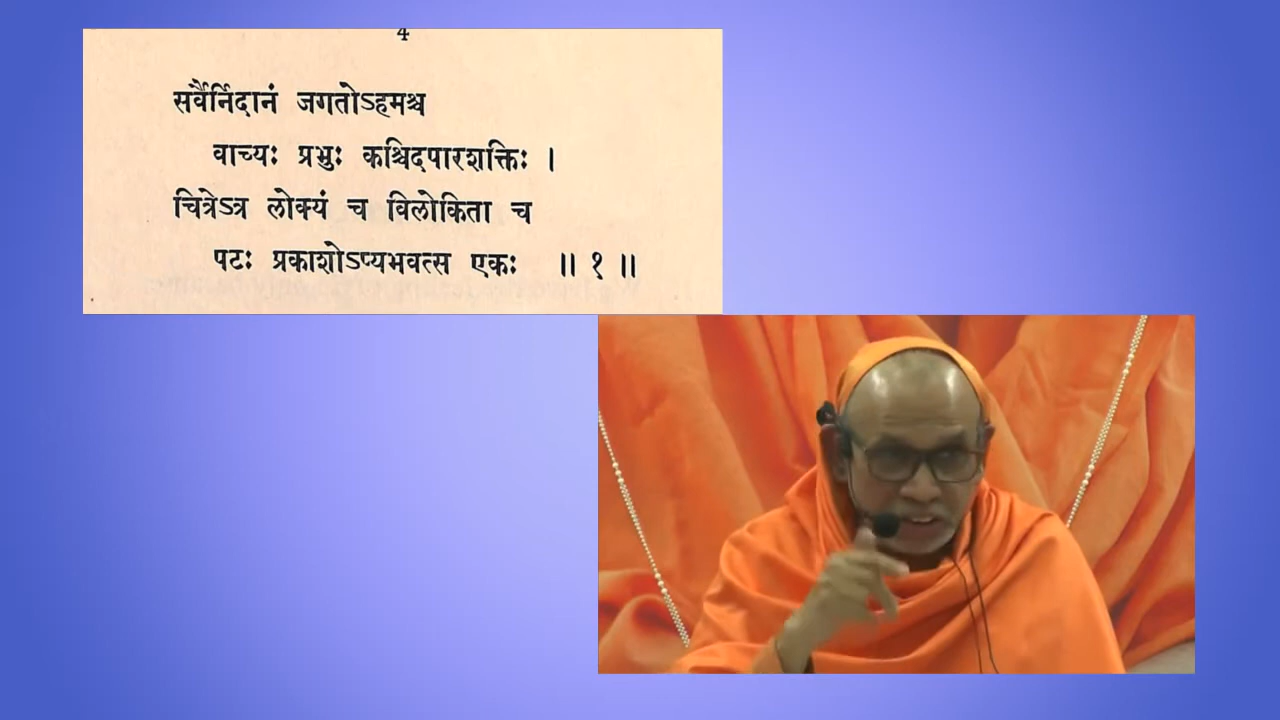 4
सर्वैर्निदानं जगतोऽहमश्च
वाच्यः प्रभुः कश्चिदपारशक्तिः ।
चित्रेऽत्र लोक्यं च विलोकिता च
पटः प्रकाशोऽप्यभवत्स एकः ॥ १ ॥